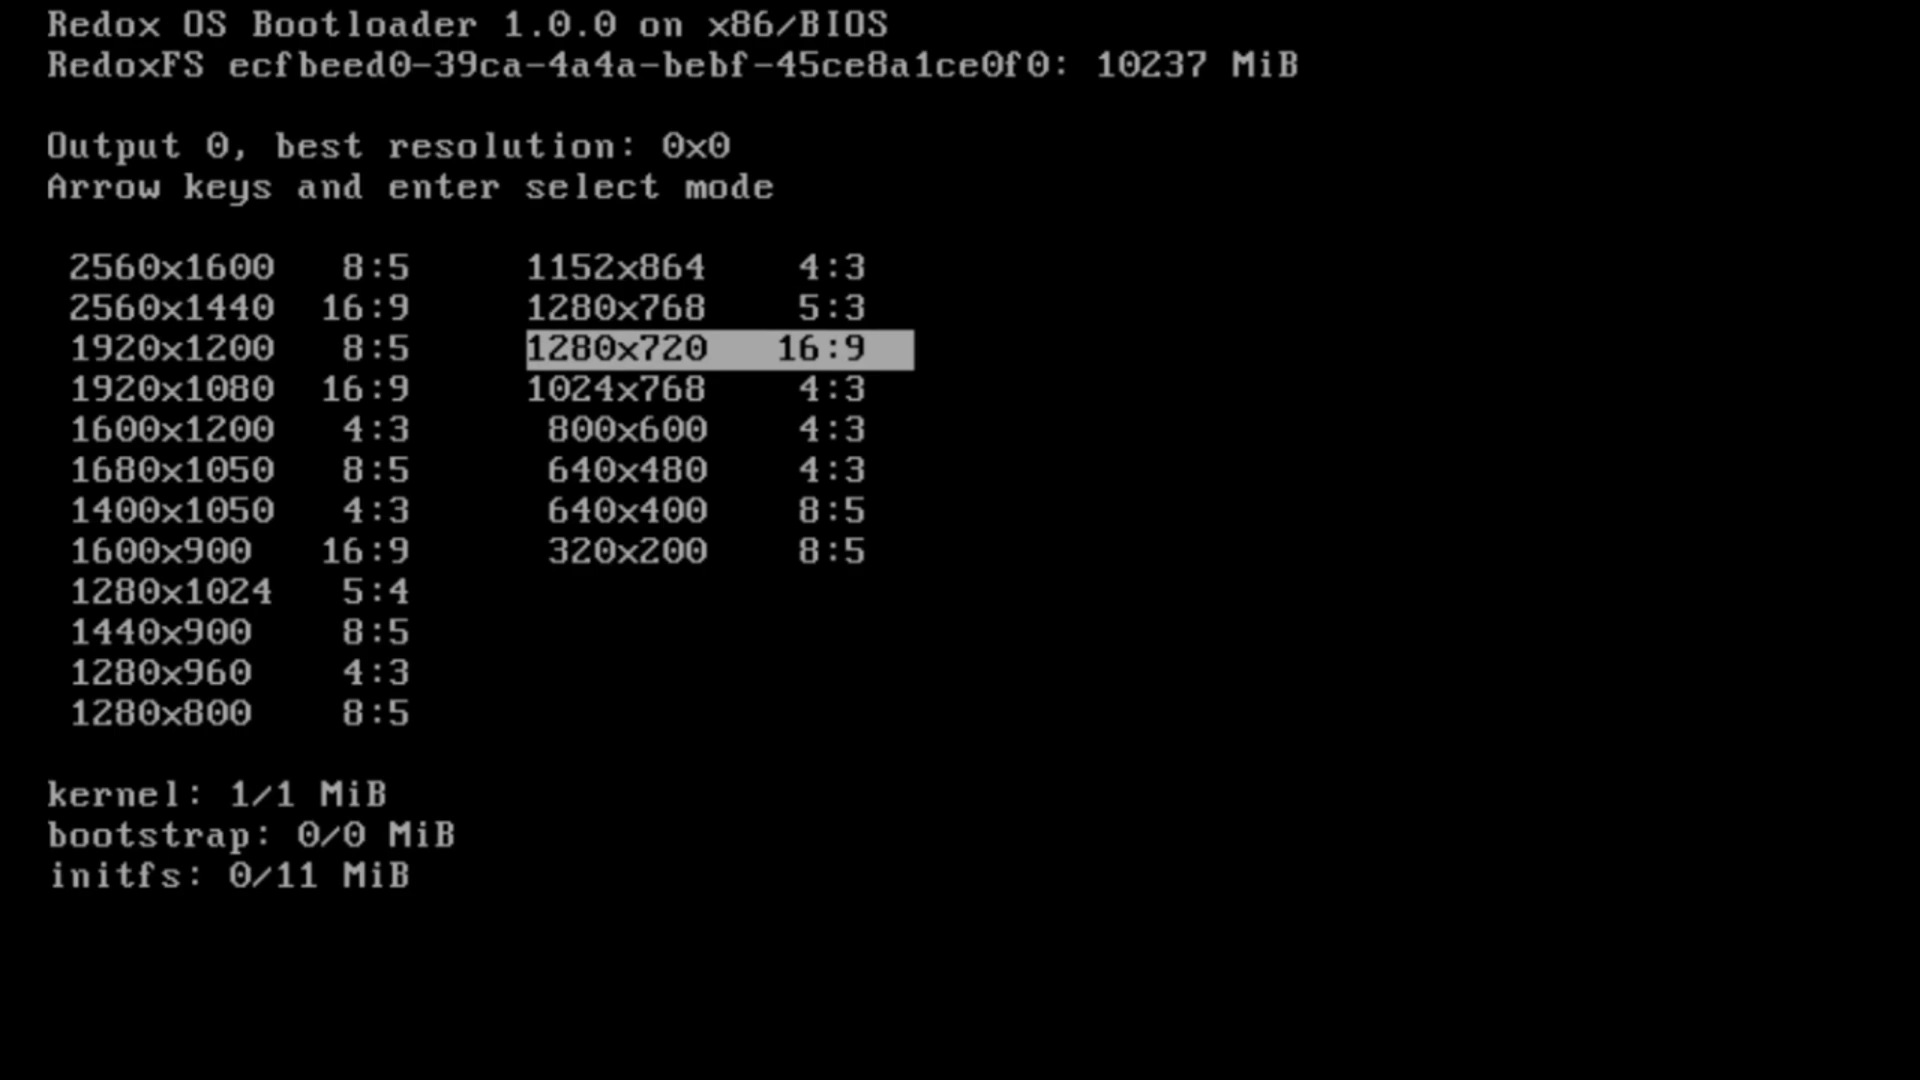 Redox OS Bootloader 1.0.0 on x86/BIOS
RedoxFS ecfbeed0-39ca-4a4a-bebf-45ce8a1ce0f0: 10237 MiB
Output 0, best resolution: 0x0
Arrow keys and enter select mode
2560x1600 8:5 1152x864 4:3
2560x1440 16:9 1280x768 5:3
1920x1200 8:5 1280x720 16:9
1920x1080 16:9 1024x768 4:3
1600x1200 4:3 800x600 4:3
1680x1050 8:5 640x480 4:3
1400x1050 4:3 640x400 8:5
1600x900 16:9 320x200 8:5
1280x1024 5:4
1440x900 8:5
1280x960 4:3
1280x800 8:5
kernel: 1/1 MiB
bootstrap: 0/0 MiB
initfs: 0/11 MiB